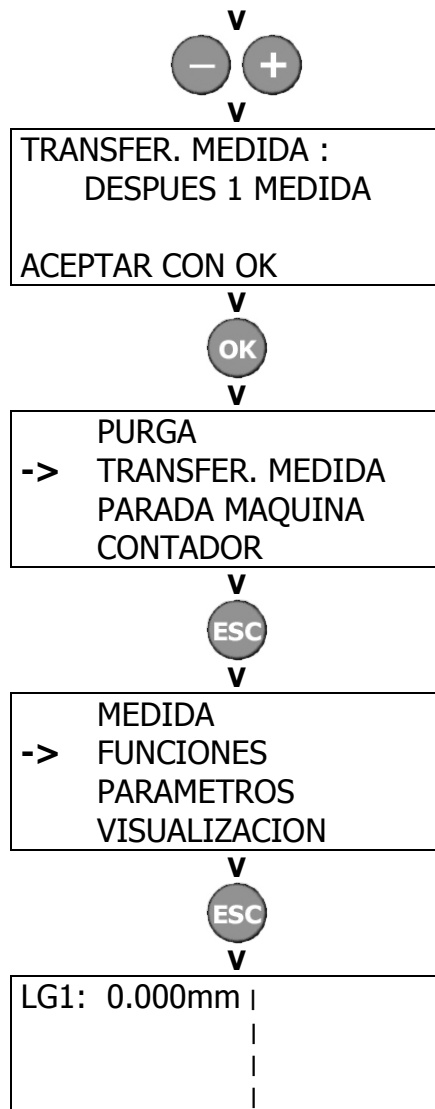 v
− +
v
TRANSFER. MEDIDA :
DESPUES 1 MEDIDA
ACEPTAR CON OK
v
OK
v
PURGA
-> TRANSFER. MEDIDA
PARADA MAQUINA
CONTADOR
v
ESC
v
MEDIDA
-> FUNCIONES
PARAMETROS
VISUALIZACION
v
ESC
v
LG1: 0.000mm |
|
|
|